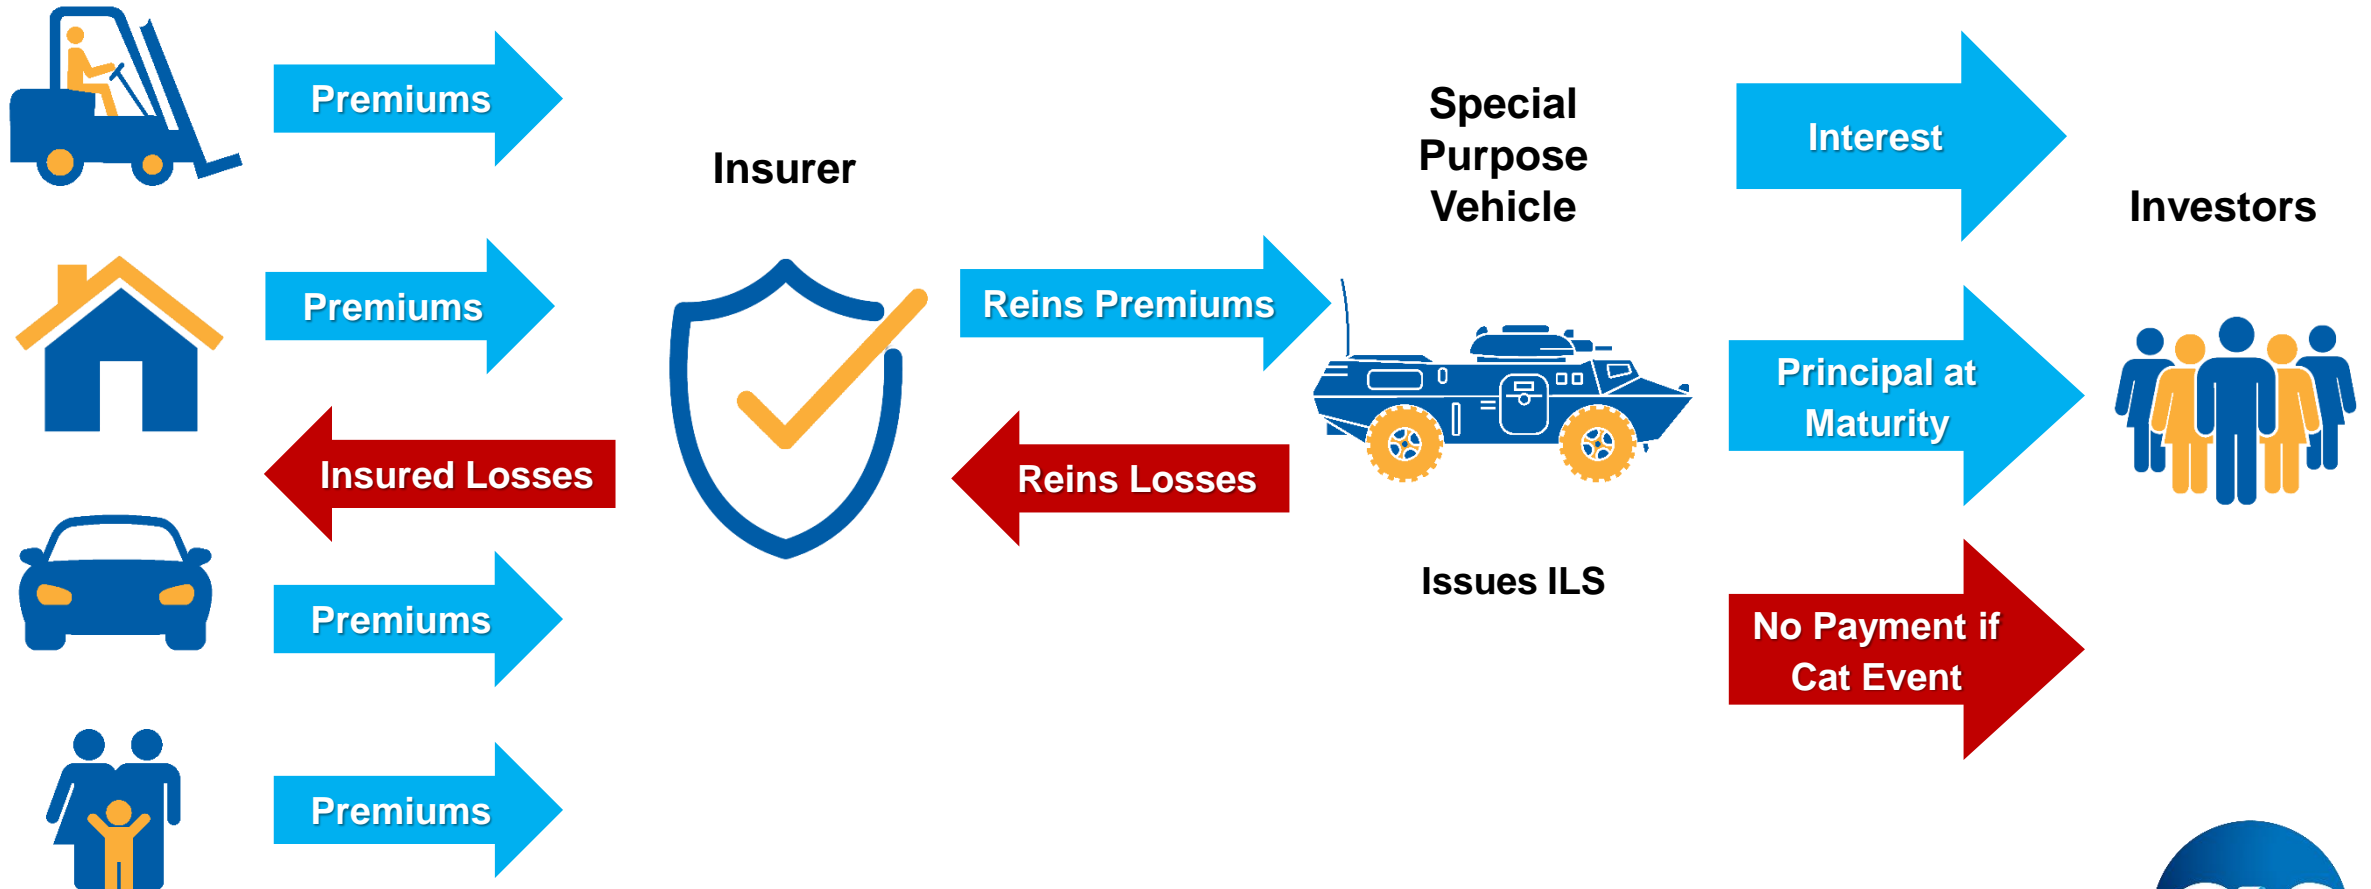 Premiums
Special
Purpose
Vehicle
Interest
Insurer
Investors
Premiums
Reins Premiums
Principal at
Maturity
Insured Losses
Reins Losses
Issues ILS
Premiums
No Payment if
Cat Event
Premiums